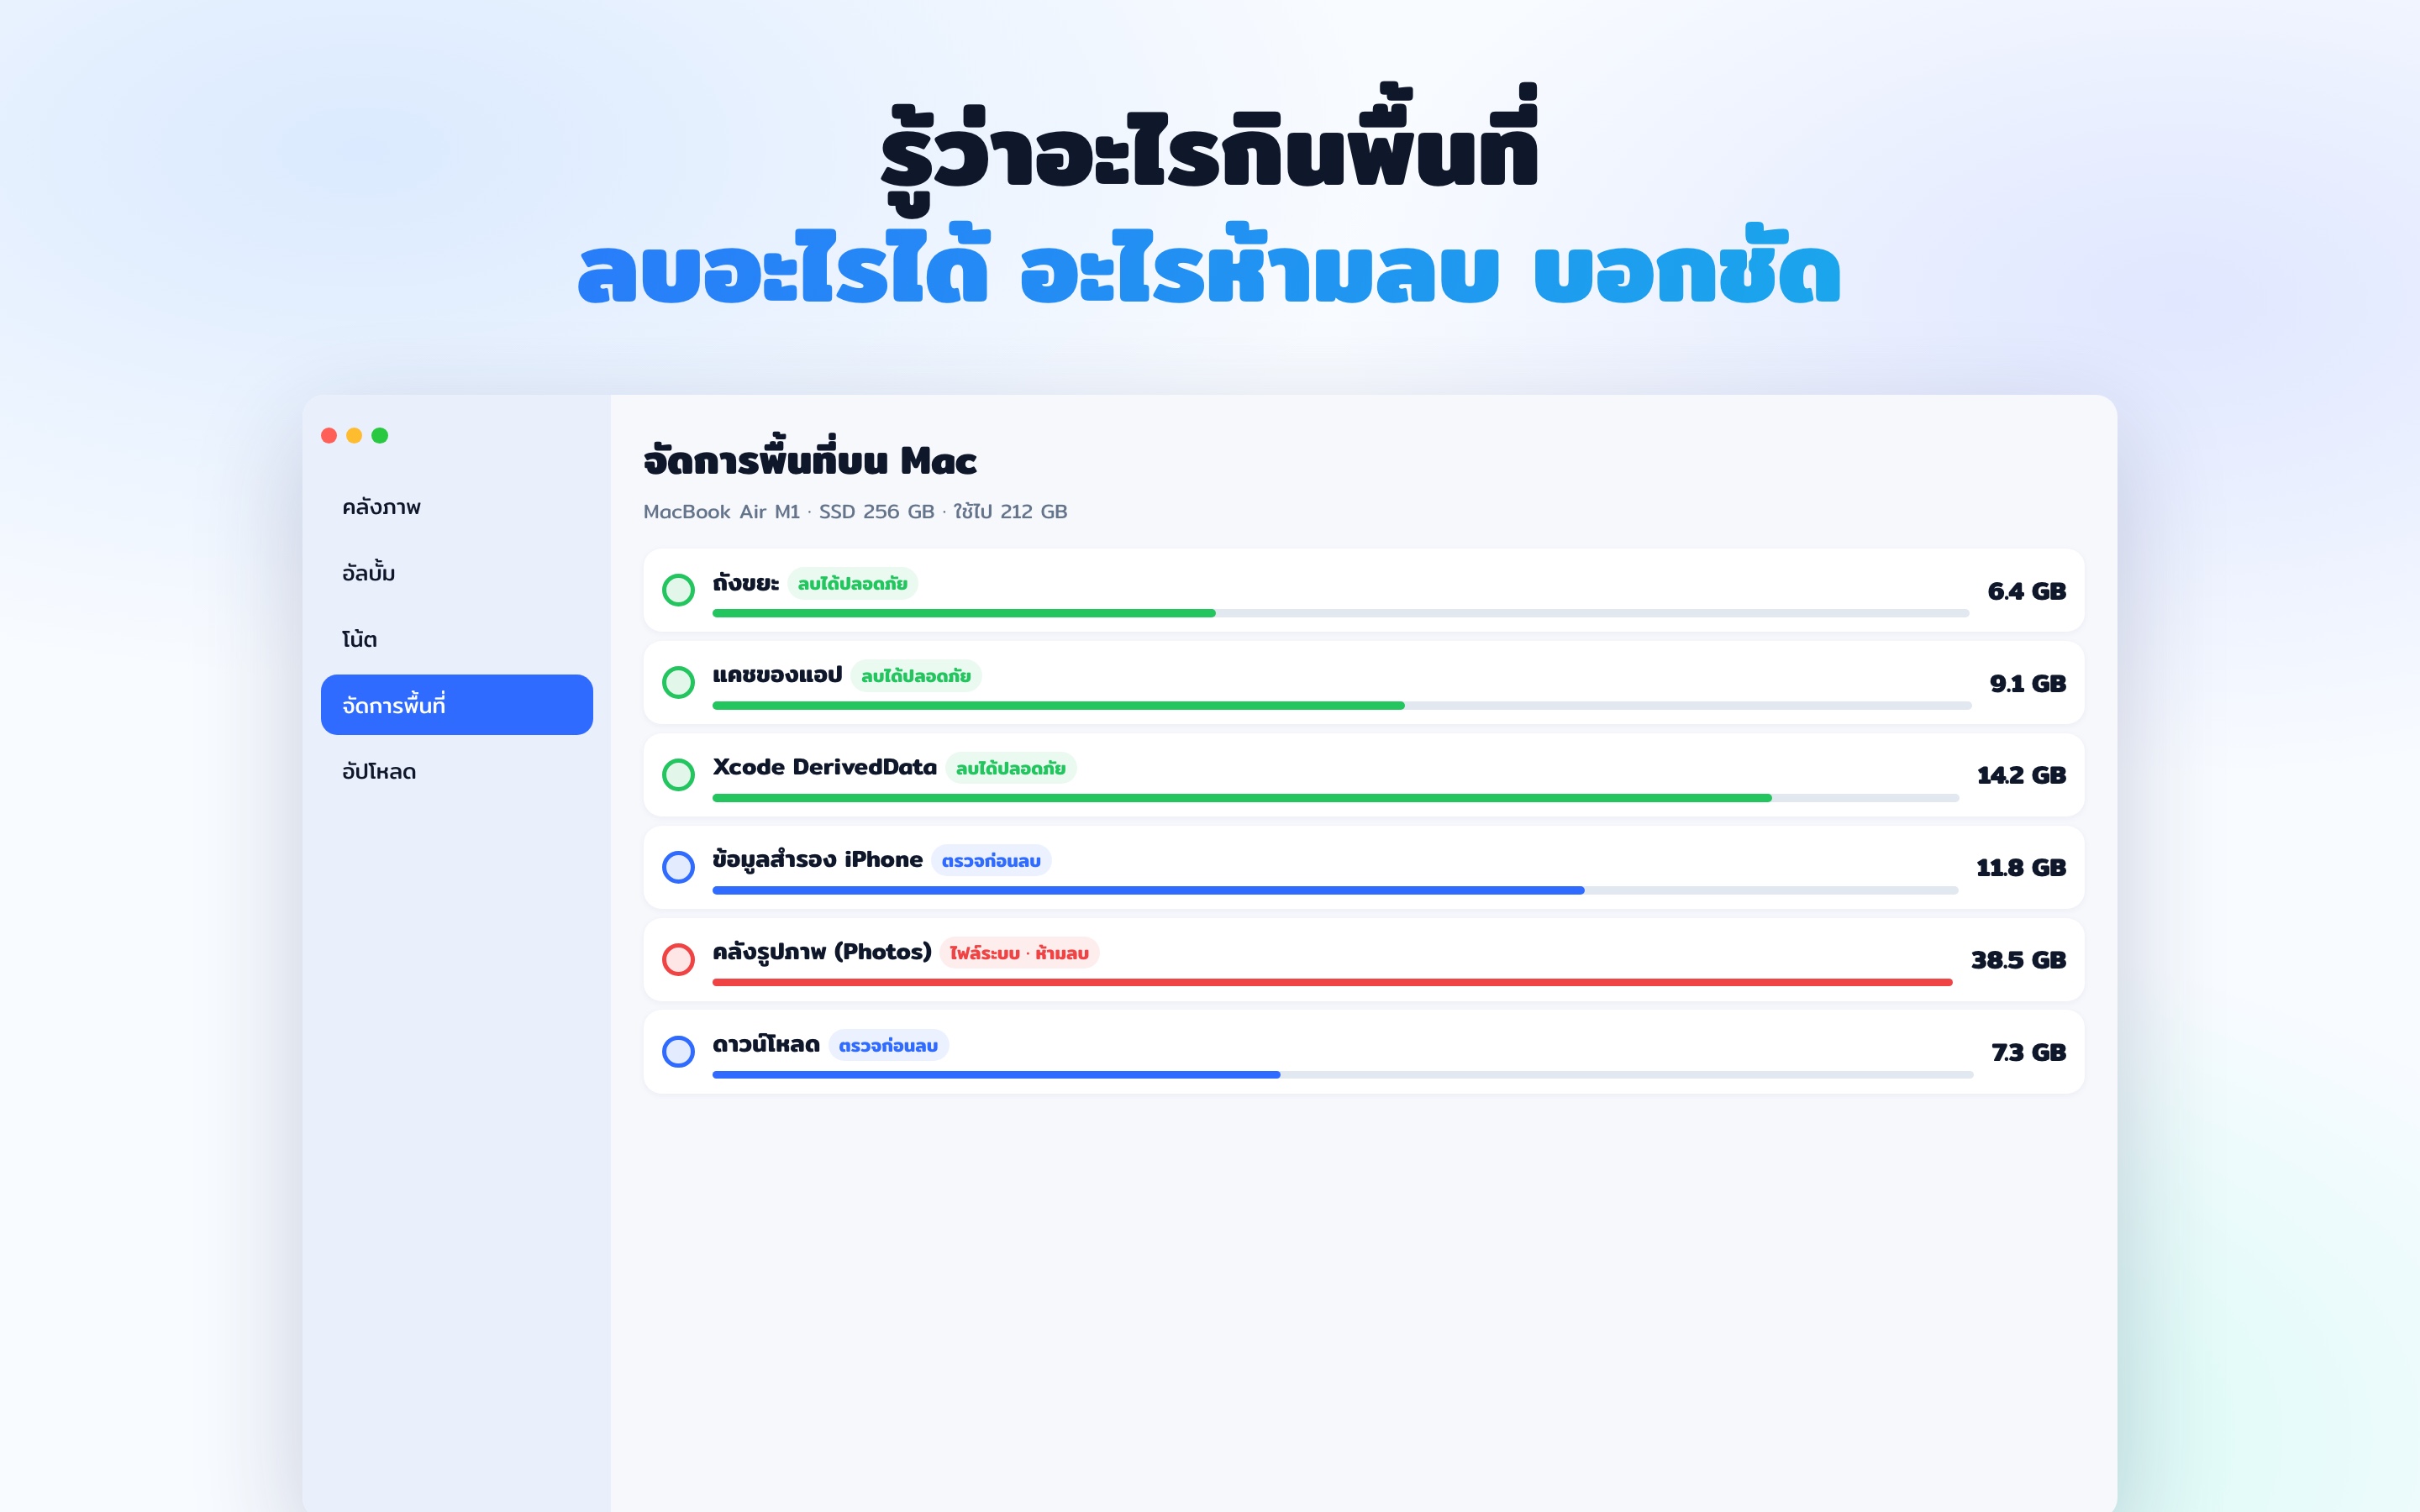 รู้ว่าอะไรกินพื้นที่
ลบอะไรได้ อะไรห้ามลบ บอกชัด
คลังภาพ
อัลบั้ม
โน้ต
จัดการพื้นที่
อัปโหลด
จัดการพื้นที่บน Mac
MacBook Air M1 · SSD 256 GB · ใช้ไป 212 GB
ถังขยะ ลบได้ปลอดภัย 6.4 GB
แคชของแอป ลบได้ปลอดภัย 9.1 GB
Xcode DerivedData ลบได้ปลอดภัย 14.2 GB
ข้อมูลสำรอง iPhone ตรวจก่อนลบ 11.8 GB
คลังรูปภาพ (Photos) ไฟล์ระบบ · ห้ามลบ 38.5 GB
ดาวน์โหลด ตรวจก่อนลบ 7.3 GB